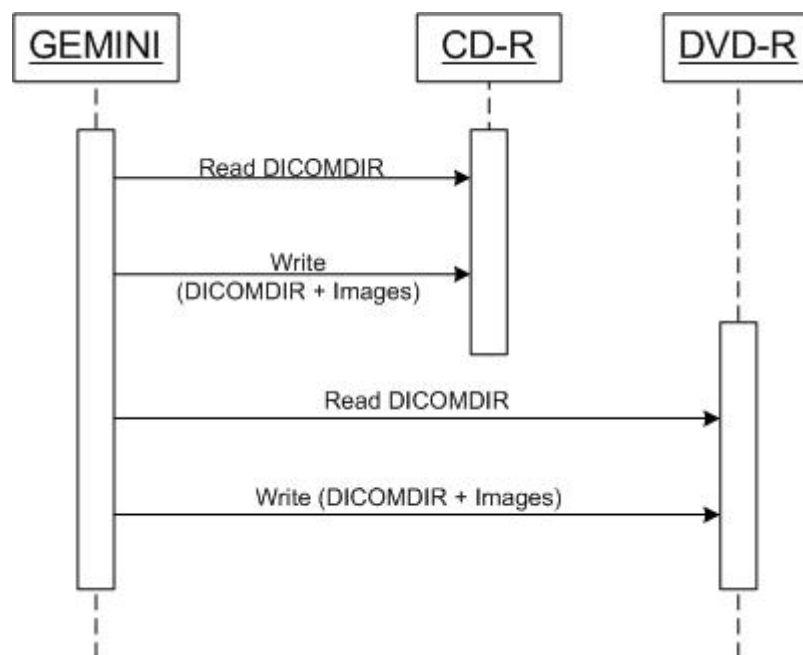 GEMINI
CD-R
DVD-R
Read DICOMDIR
Write
(DICOMDIR + Images)
Read DICOMDIR
Write (DICOMDIR + Images)